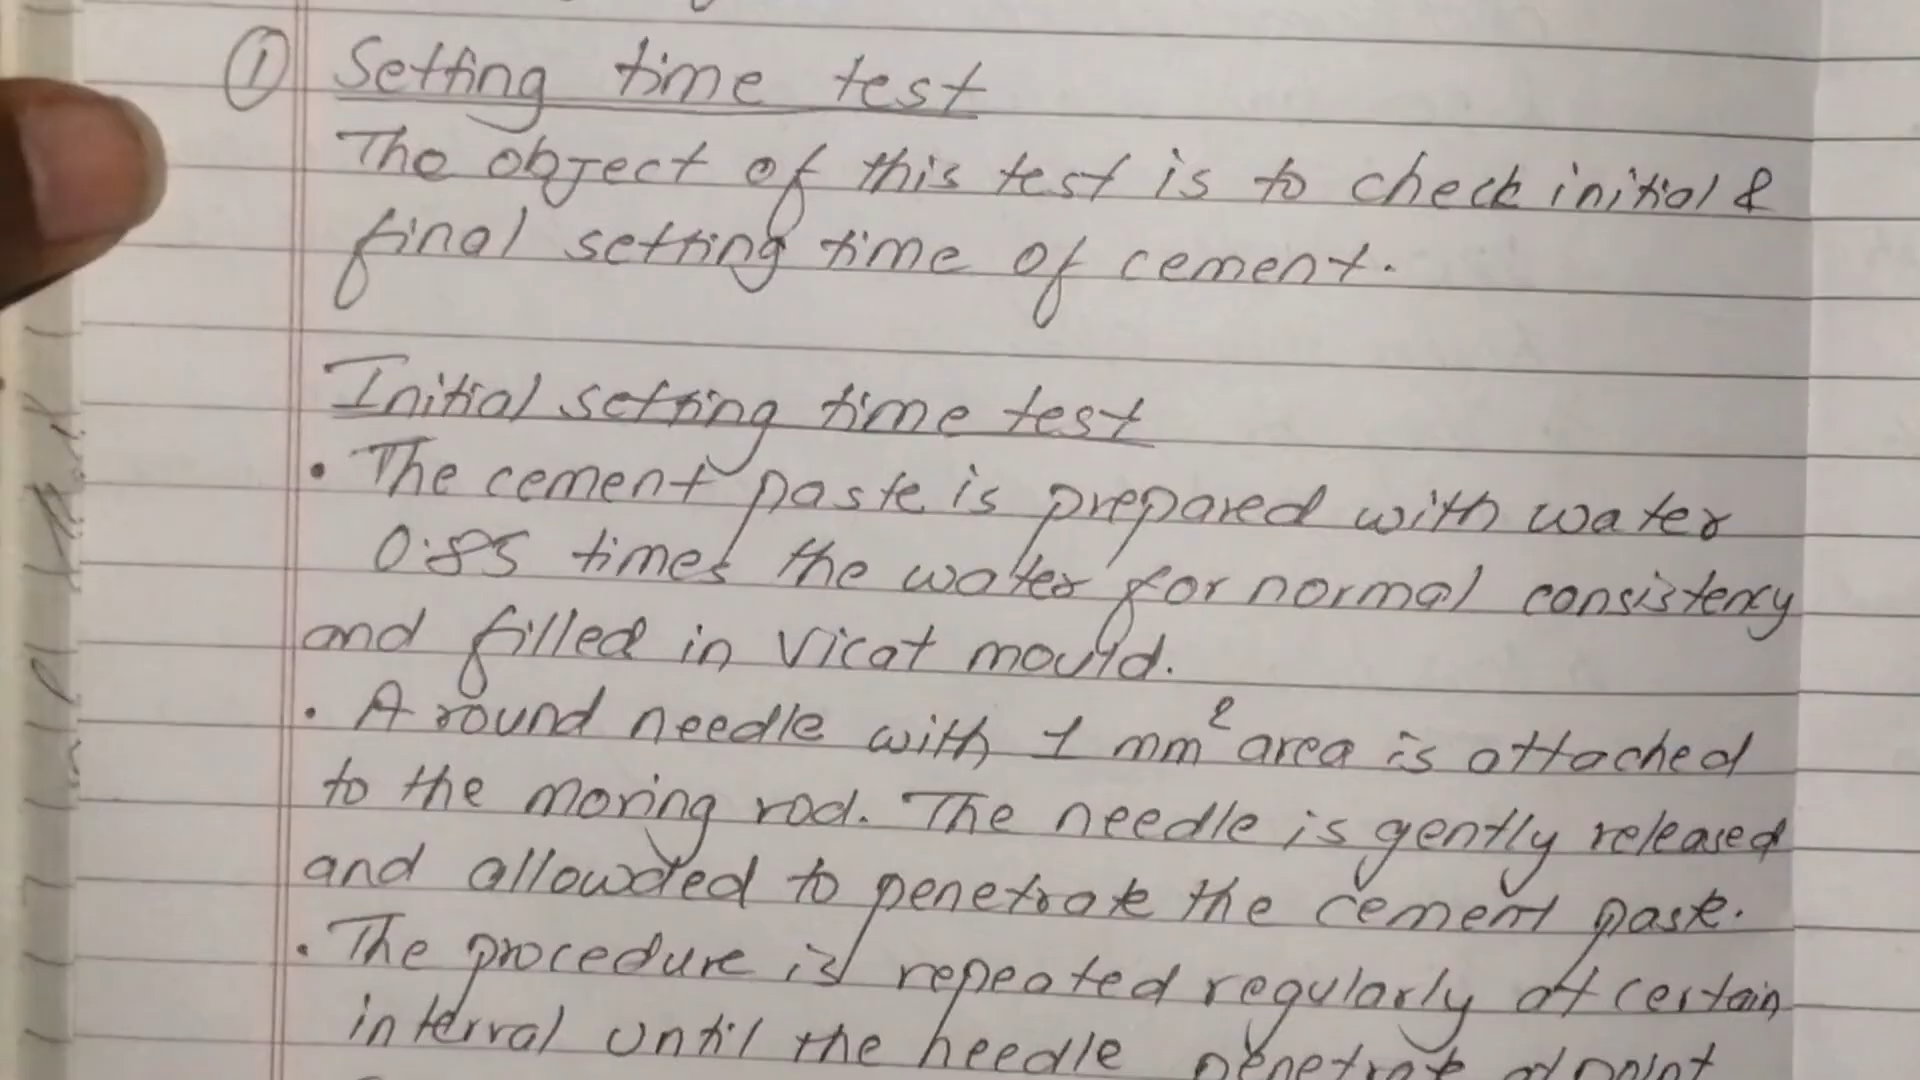 ① Setting time test
The object of this test is to check initial &
final setting time of cement.
Initial setting time test
• The cement paste is prepared with water
0.85 times the water for normal consistency
and filled in Vicat mould.
• A round needle with 1 mm² area is attached
to the moving rod. The needle is gently released
and allowded to penetrate the cement paste.
• The procedure is repeated regularly at certain
interval until the needle penetrate at point